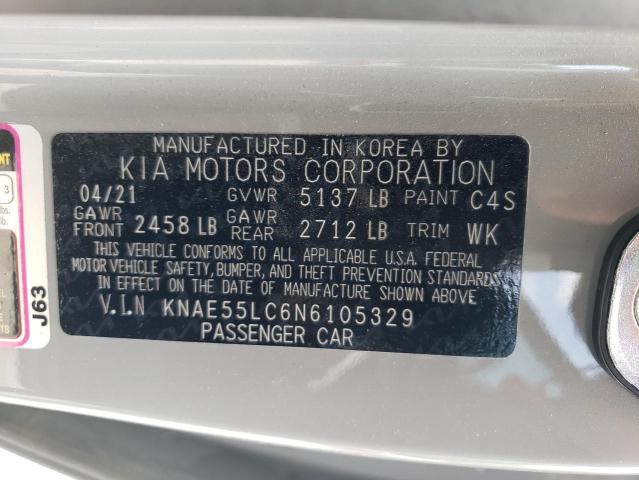 MANUFACTURED IN KOREA BY
KIA MOTORS CORPORATION
04/21 GVWR 5137 LB PAINT C4S
GAWR FRONT 2458 LB GAWR REAR 2712 LB TRIM WK
THIS VEHICLE CONFORMS TO ALL APPLICABLE U.S.A. FEDERAL
MOTOR VEHICLE SAFETY, BUMPER, AND THEFT PREVENTION STANDARDS
IN EFFECT ON THE DATE OF MANUFACTURE SHOWN ABOVE
V.I.N KNAE55LC6N6105329
PASSENGER CAR
J63
3